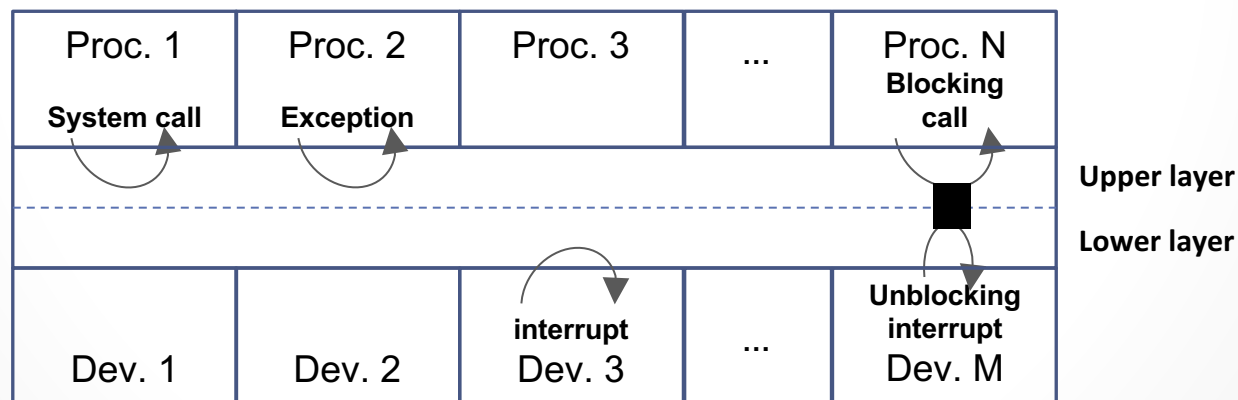 Proc. 1
System call
Proc. 2
Exception
Proc. 3
...
Proc. N
Blocking
call
Upper layer
Lower layer
Dev. 1
Dev. 2
interrupt
Dev. 3
...
Unblocking
interrupt
Dev. M